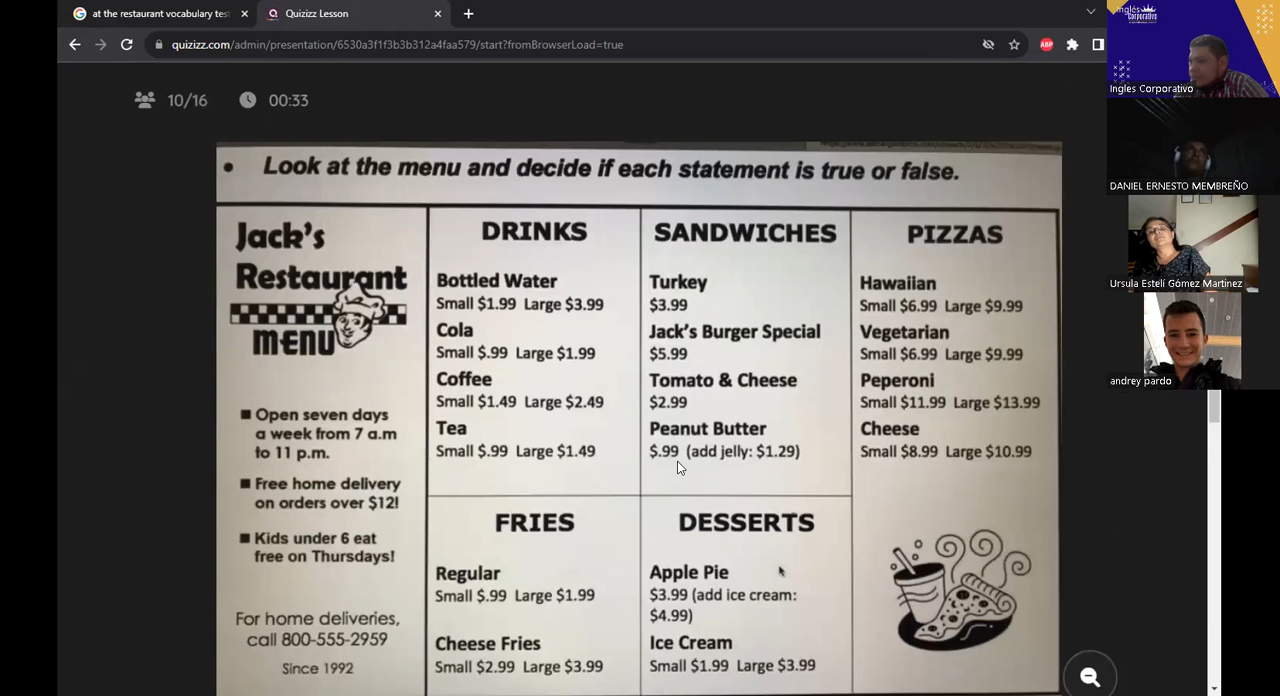 at the restaurant vocabulary tes
Quizizz Lesson
quizizz.com/admin/presentation/6530a3f1f3b3b312a4faa579/start?fromBrowserLoad=true
ABP
10/16
00:33
Look at the menu and decide if each statement is true or false.
Jack's
Restaurant
MENU
■ Open seven days
a week from 7 a.m
to 11 p.m.
■ Free home delivery
on orders over $12!
■ Kids under 6 eat
free on Thursdays!
For home deliveries,
call 800-555-2959
Since 1992
DRINKS
Bottled Water
Small $1.99 Large $3.99
Cola
Small $.99 Large $1.99
Coffee
Small $1.49 Large $2.49
Tea
Small $.99 Large $1.49
SANDWICHES
Turkey
$3.99
Jack's Burger Special
$5.99
Tomato & Cheese
$2.99
Peanut Butter
$.99 (add jelly: $1.29)
PIZZAS
Hawaiian
Small $6.99 Large $9.99
Vegetarian
Small $6.99 Large $9.99
Peperoni
Small $11.99 Large $13.99
Cheese
Small $8.99 Large $10.99
FRIES
Regular
Small $.99 Large $1.99
Cheese Fries
Small $2.99 Large $3.99
DESSERTS
Apple Pie
$3.99 (add ice cream:
$4.99)
Ice Cream
Small $1.99 Large $3.99
Inglés
Corporativo
Ingles Corporativo
DANIEL ERNESTO MEMBREÑO
Ursula Estelí Gómez Martinez
andrey pardo